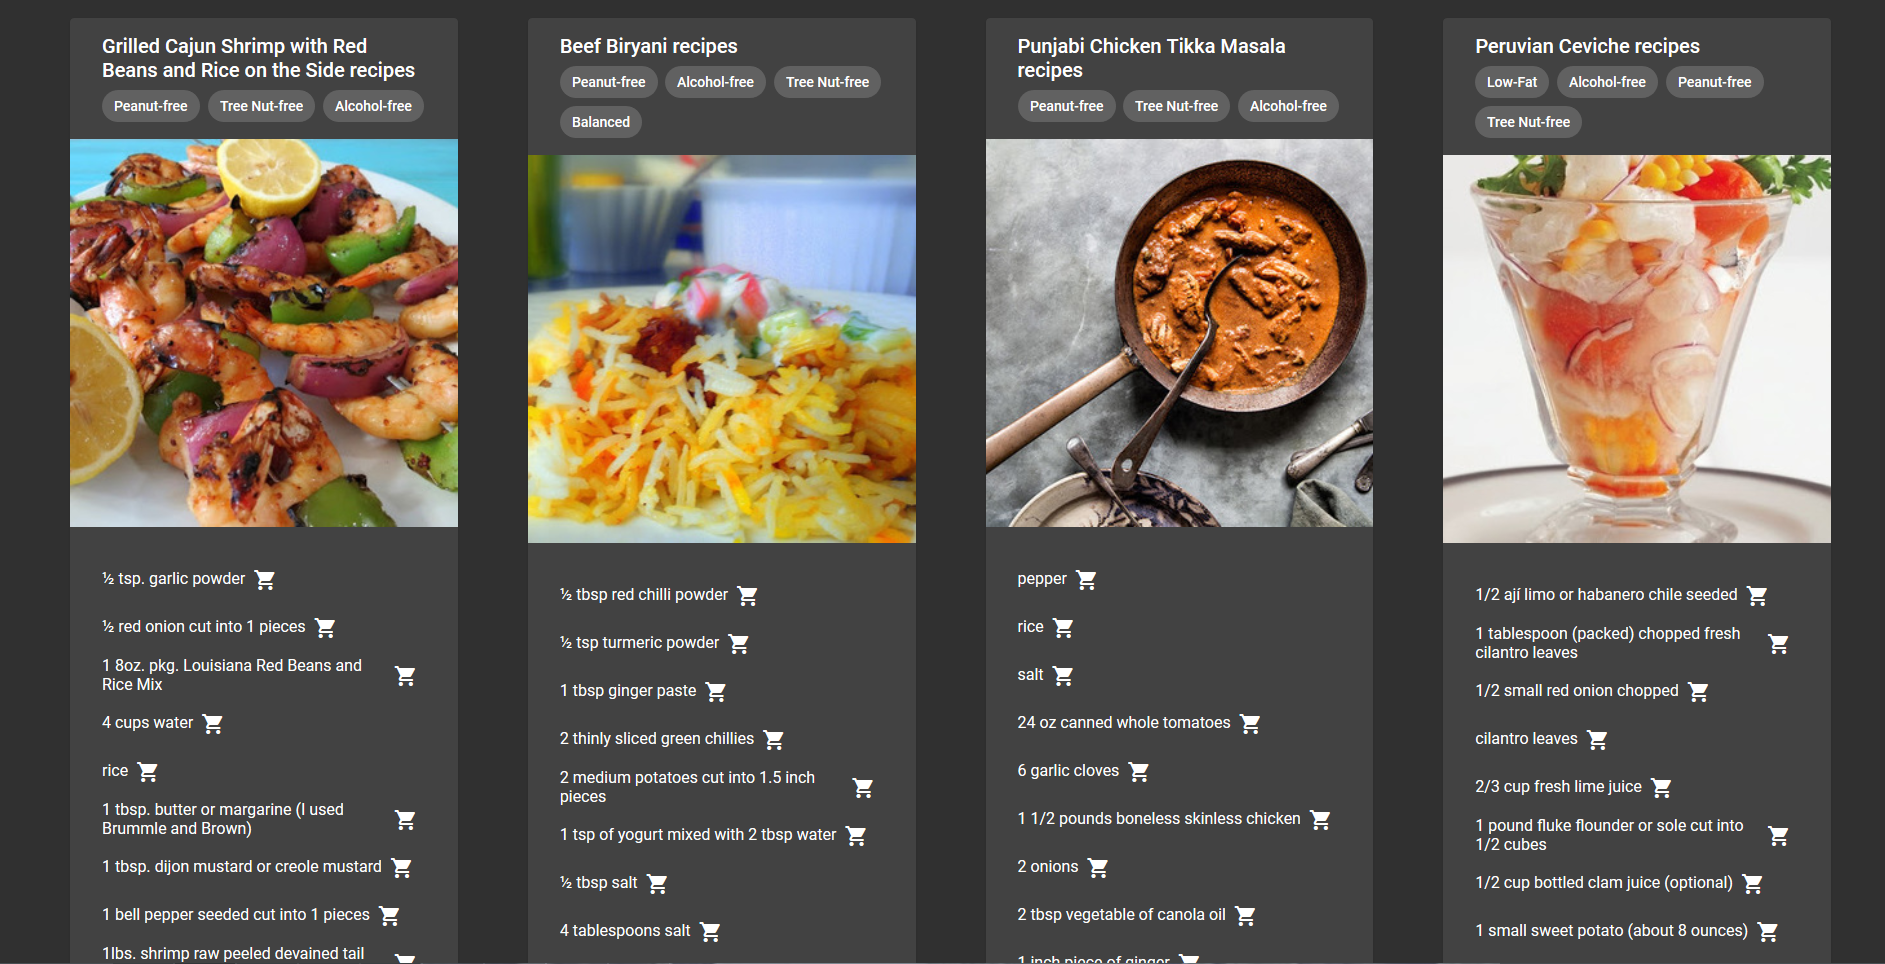 Grilled Cajun Shrimp with Red
Beans and Rice on the Side recipes
Peanut-free
Tree Nut-free
Alcohol-free
½ tsp. garlic powder
½ red onion cut into 1 pieces
1 8oz. pkg. Louisiana Red Beans and
Rice Mix
4 cups water
rice
1 tbsp. butter or margarine (I used
Brummle and Brown)
1 tbsp. dijon mustard or creole mustard
1 bell pepper seeded cut into 1 pieces
1lbs. shrimp raw peeled devained tail
Beef Biryani recipes
Peanut-free
Alcohol-free
Tree Nut-free
Balanced
½ tbsp red chilli powder
½ tsp turmeric powder
1 tbsp ginger paste
2 thinly sliced green chillies
2 medium potatoes cut into 1.5 inch
pieces
1 tsp of yogurt mixed with 2 tbsp water
½ tbsp salt
4 tablespoons salt
Punjabi Chicken Tikka Masala
recipes
Peanut-free
Tree Nut-free
Alcohol-free
pepper
rice
salt
24 oz canned whole tomatoes
6 garlic cloves
1 1/2 pounds boneless skinless chicken
2 onions
2 tbsp vegetable of canola oil
1 inch piece of ginger
Peruvian Ceviche recipes
Low-Fat
Alcohol-free
Peanut-free
Tree Nut-free
1/2 ají limo or habanero chile seeded
1 tablespoon (packed) chopped fresh
cilantro leaves
1/2 small red onion chopped
cilantro leaves
2/3 cup fresh lime juice
1 pound fluke flounder or sole cut into
1/2 cubes
1/2 cup bottled clam juice (optional)
1 small sweet potato (about 8 ounces)